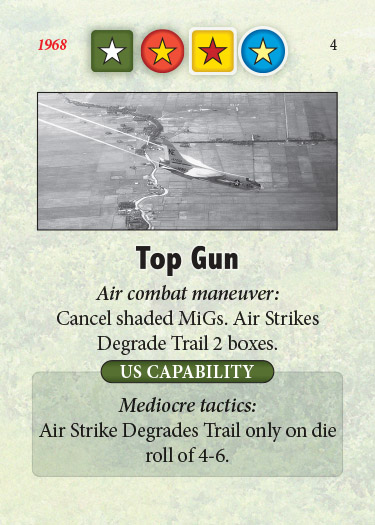 1968
4
Top Gun
Air combat maneuver:
Cancel shaded MiGs. Air Strikes
Degrade Trail 2 boxes.
US CAPABILITY
Mediocre tactics:
Air Strike Degrades Trail only on die
roll of 4-6.